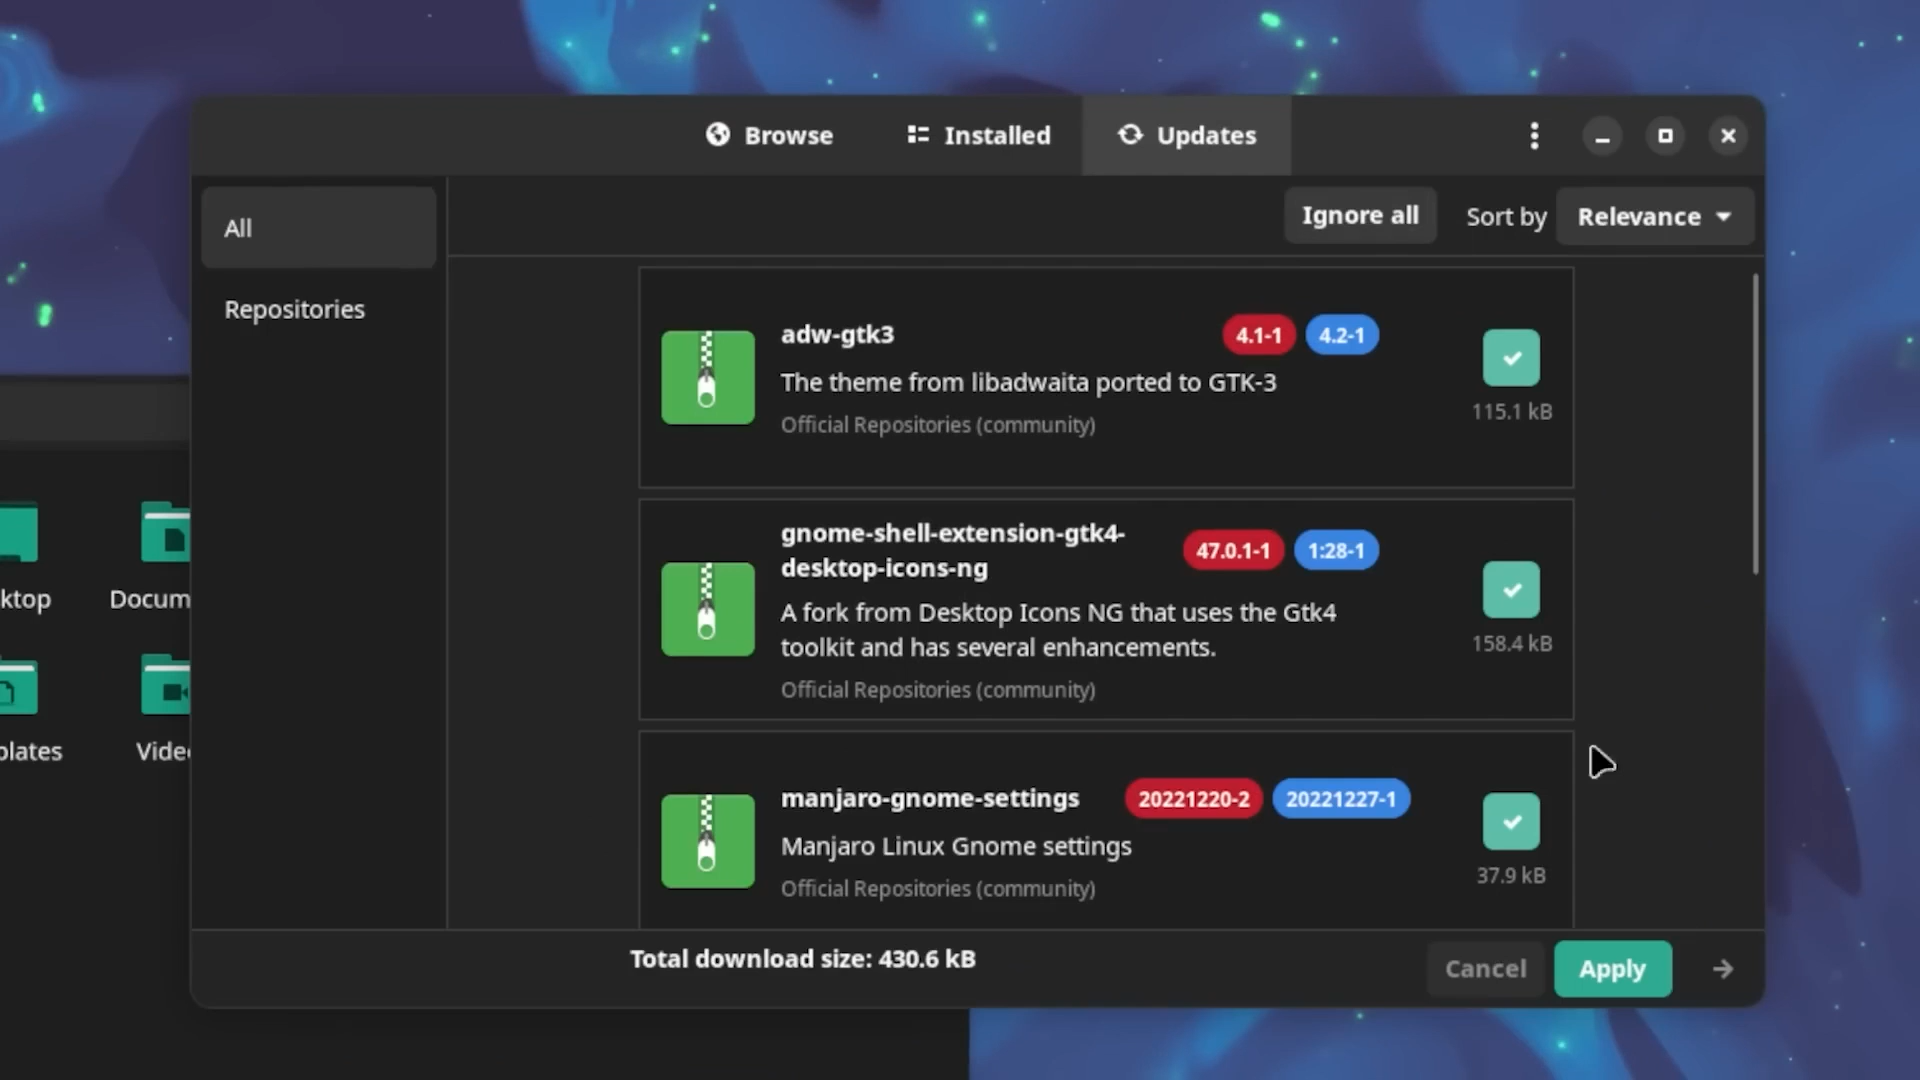 Browse
Installed
Updates
All
Repositories
Ignore all
Sort by
Relevance
adw-gtk3
4.1-1
4.2-1
The theme from libadwaita ported to GTK-3
Official Repositories (community)
115.1 kB
gnome-shell-extension-gtk4-
desktop-icons-ng
47.0.1-1
1:28-1
A fork from Desktop Icons NG that uses the Gtk4
toolkit and has several enhancements.
Official Repositories (community)
158.4 kB
manjaro-gnome-settings
20221220-2
20221227-1
Manjaro Linux Gnome settings
Official Repositories (community)
37.9 kB
Total download size: 430.6 kB
Cancel
Apply
ktop
Docum
plates
Vide